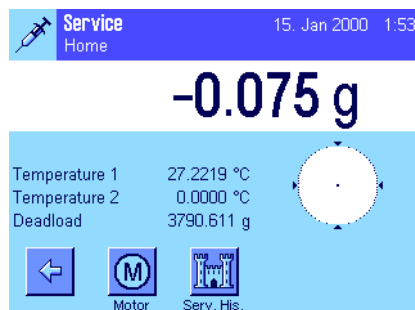 Service
Home
15. Jan 2000 1:53
-0.075 g
Temperature 1 27.2219 °C
Temperature 2 0.0000 °C
Deadload 3790.611 g
M
Motor
Serv. His.